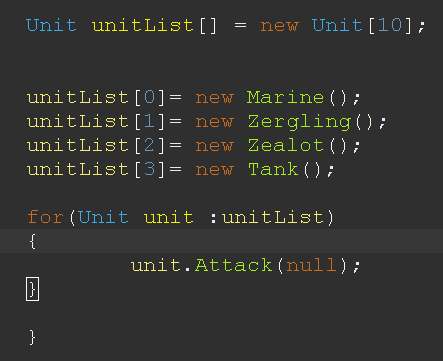 Unit unitList[] = new Unit[10];
unitList[0]= new Marine();
unitList[1]= new Zergling();
unitList[2]= new Zealot();
unitList[3]= new Tank();
for(Unit unit :unitList)
{
unit.Attack(null);
}
}